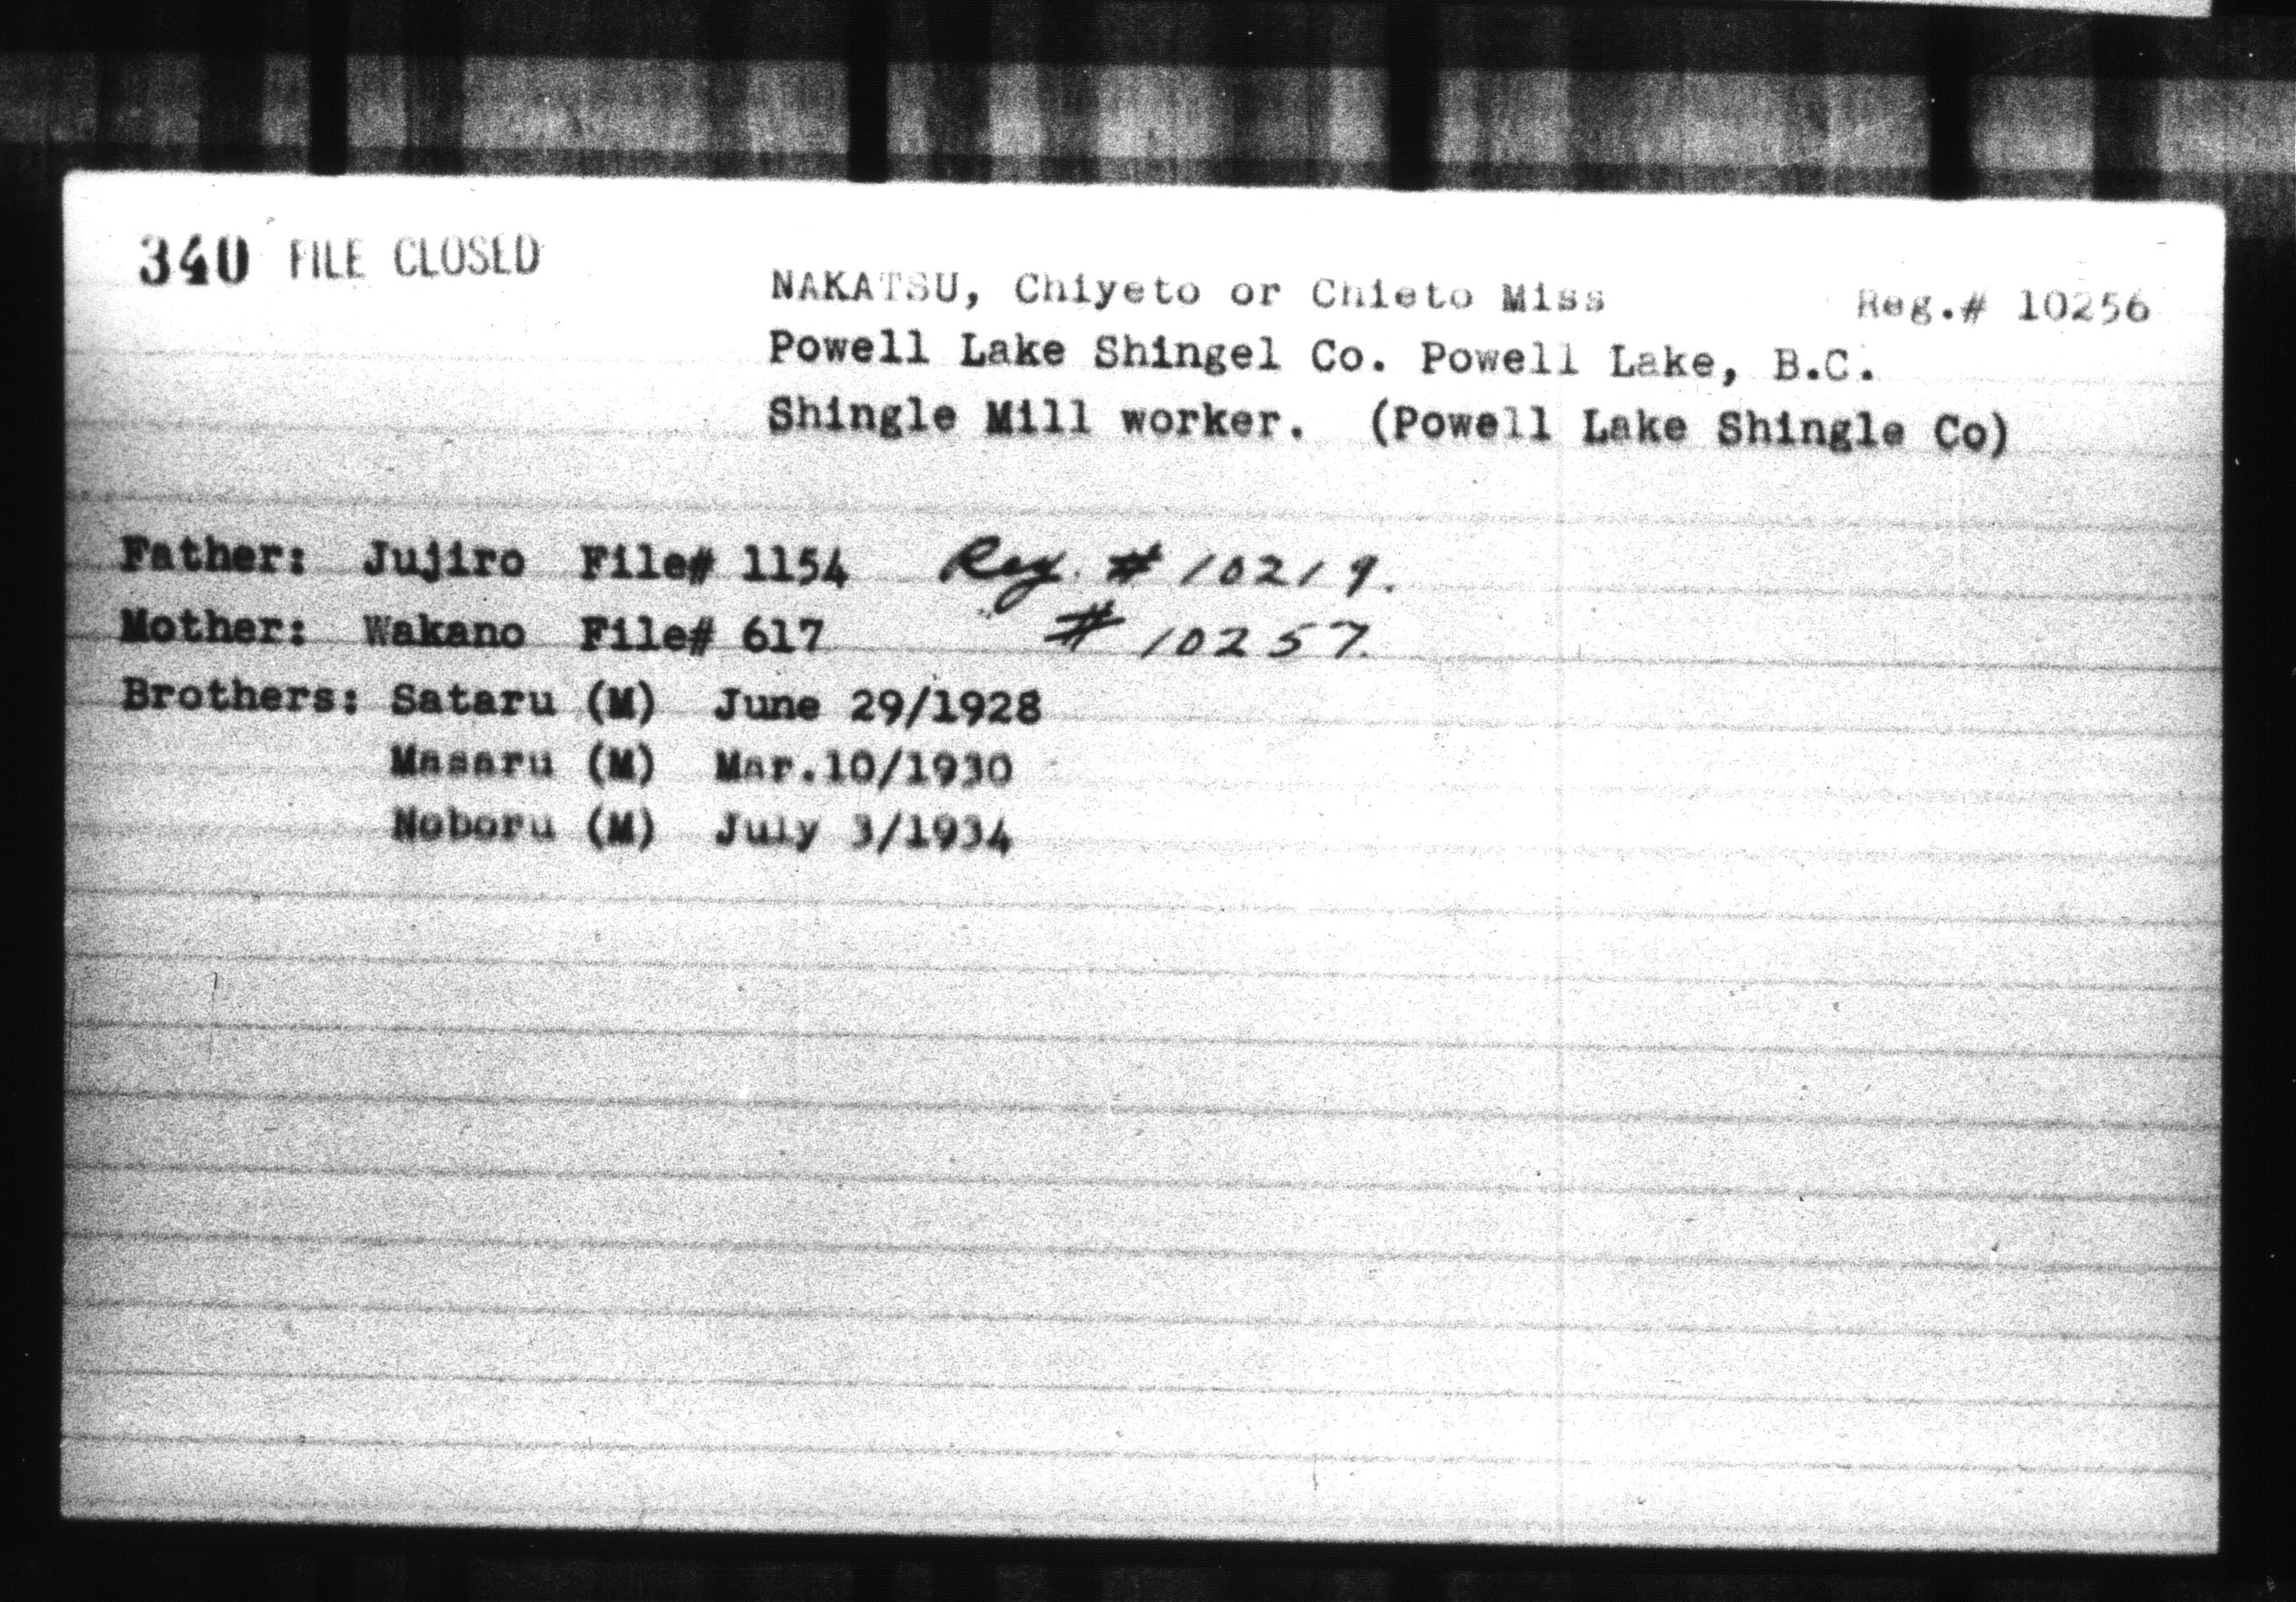 340 FILE CLOSED
NAKATSU, Chiyeto or Chieto Miss Reg.# 10256
Powell Lake Shingel Co. Powell Lake, B.C.
Shingle Mill worker. (Powell Lake Shingle Co)
Father: Jujiro File# 1154 Reg. # 10219.
Mother: Wakano File# 617 # 10257.
Brothers: Sataru (M) June 29/1928
Masaru (M) Mar.10/1930
Noboru (M) July 3/1934